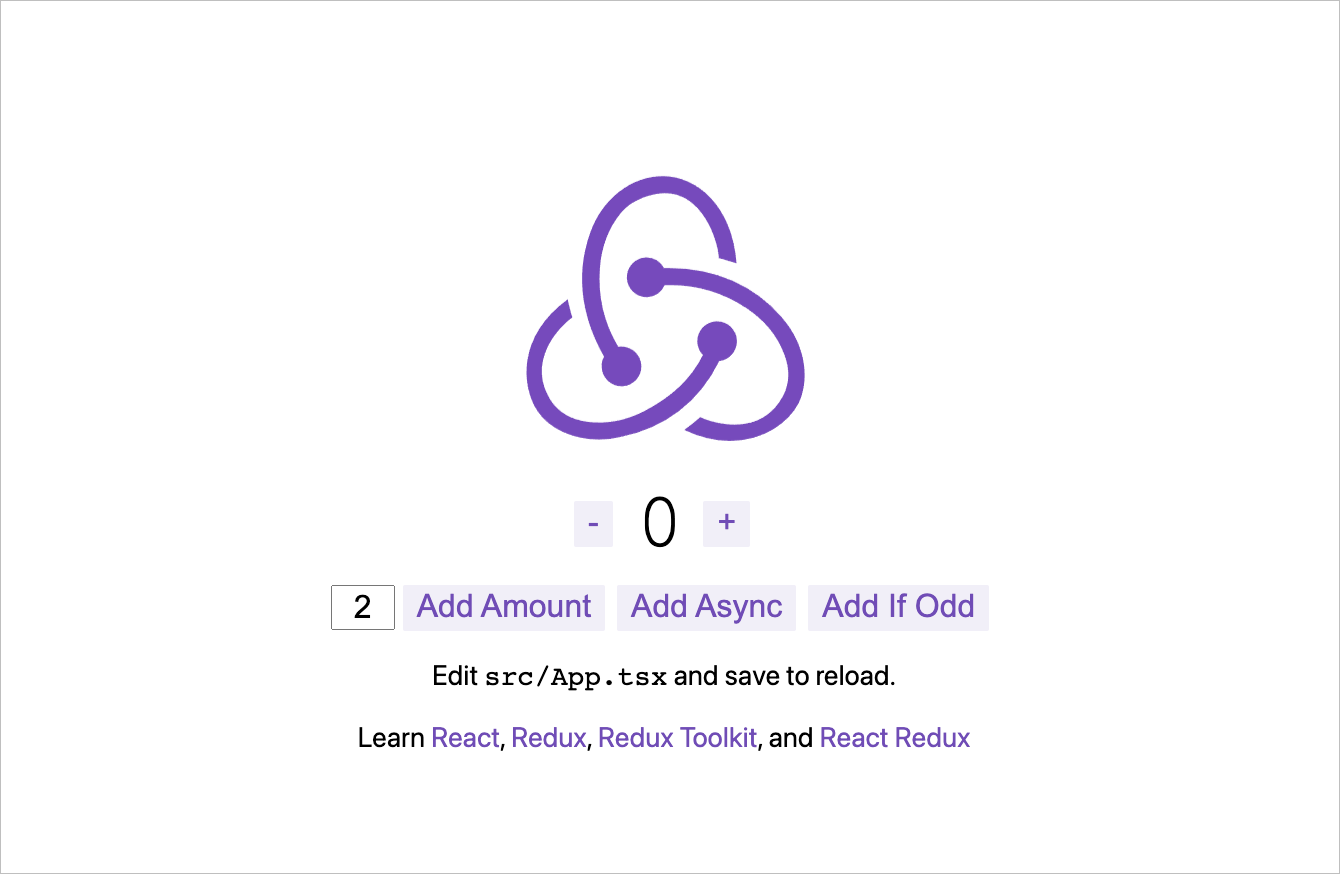 - 0 +
2 Add Amount Add Async Add If Odd
Edit src/App.tsx and save to reload.
Learn React, Redux, Redux Toolkit, and React Redux